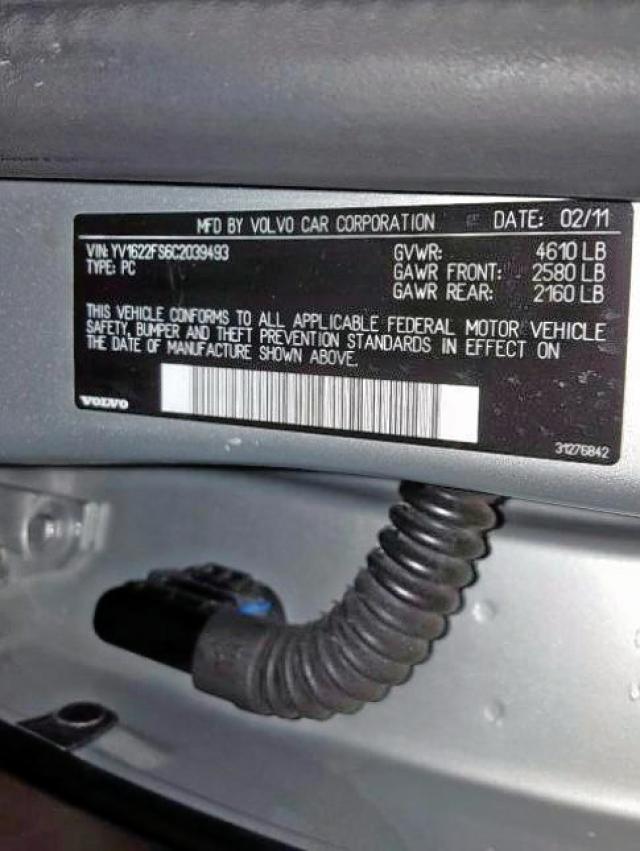 MFD BY VOLVO CAR CORPORATION DATE: 02/11
VIN: YV1622FS6C2039493 GVWR: 4610 LB
TYPE: PC GAWR FRONT: 2580 LB
GAWR REAR: 2160 LB
THIS VEHICLE CONFORMS TO ALL APPLICABLE FEDERAL MOTOR VEHICLE
SAFETY, BUMPER AND THEFT PREVENTION STANDARDS IN EFFECT ON
THE DATE OF MANUFACTURE SHOWN ABOVE.
VOLVO
31276842